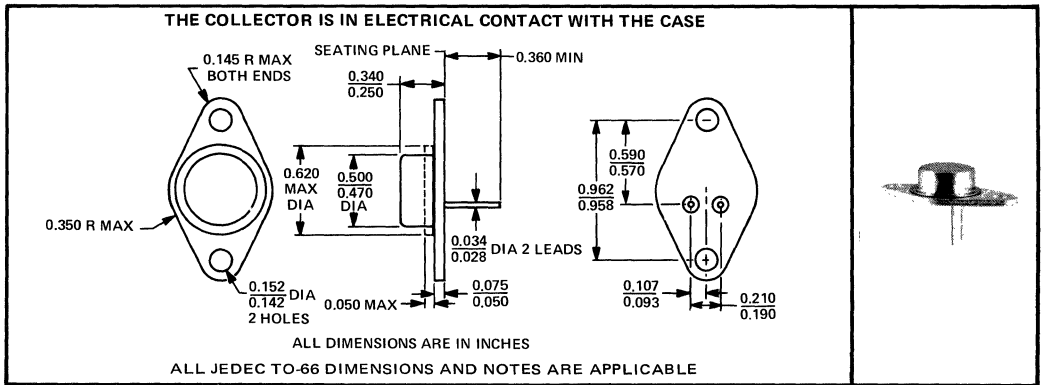 THE COLLECTOR IS IN ELECTRICAL CONTACT WITH THE CASE
0.145 R MAX
BOTH ENDS
SEATING PLANE
0.360 MIN
0.340
0.250
0.620
MAX
DIA
0.500
0.470
DIA
0.590
0.570
0.962
0.958
0.350 R MAX
0.034
0.028 DIA 2 LEADS
0.152
0.142 DIA
2 HOLES
0.050 MAX
0.075
0.050
0.107
0.093
0.210
0.190
ALL DIMENSIONS ARE IN INCHES
ALL JEDEC TO-66 DIMENSIONS AND NOTES ARE APPLICABLE